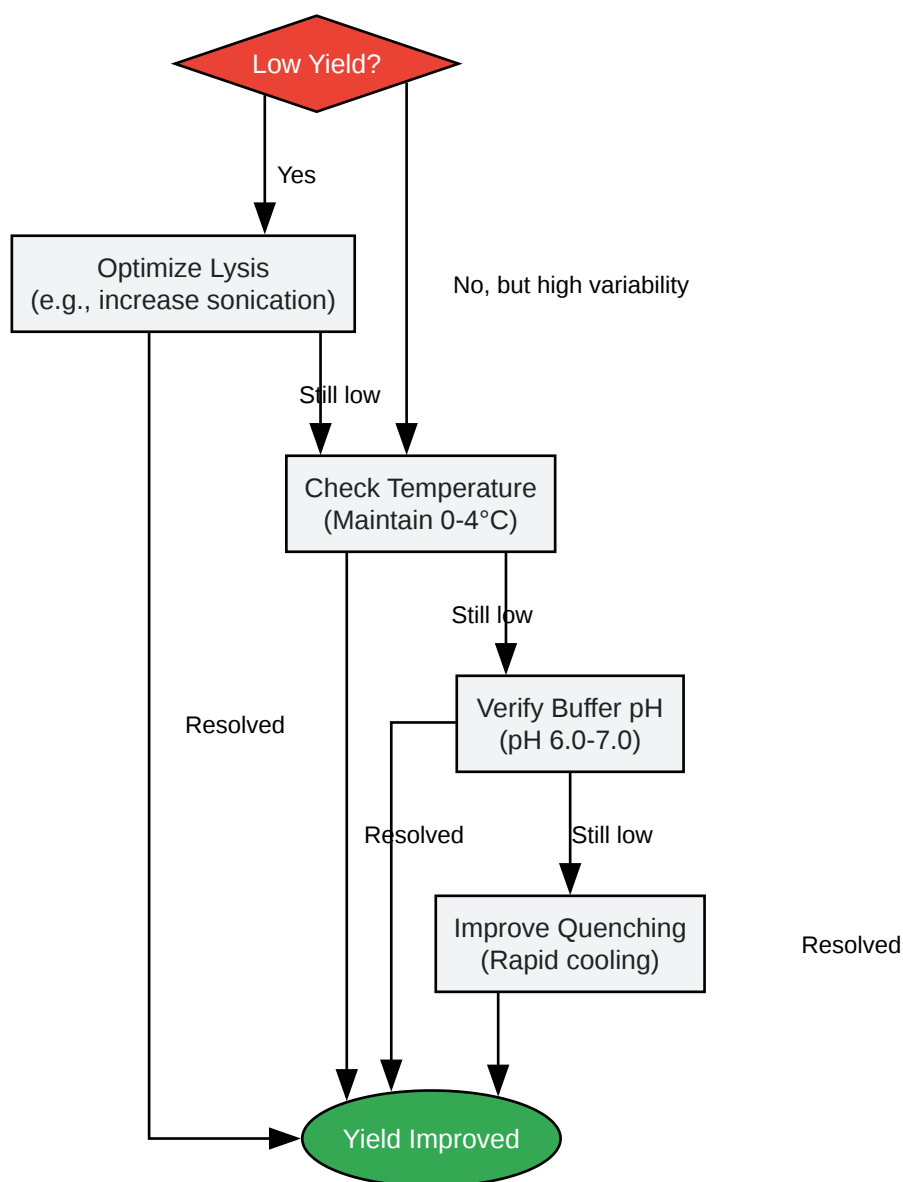 Low Yield?
Yes
Optimize Lysis
(e.g., increase sonication)
No, but high variability
Still low
Check Temperature
(Maintain 0-4°C)
Still low
Verify Buffer pH
(pH 6.0-7.0)
Resolved
Resolved
Still low
Improve Quenching
(Rapid cooling)
Resolved
Yield Improved